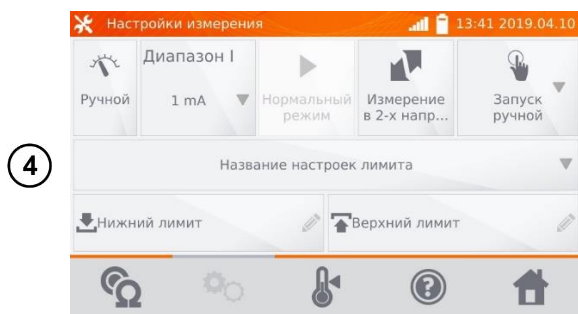 Настройки измерения 13:41 2019.04.10
Диапазон I
Ручной 1 mA Нормальный режим Измерение в 2-х напр... Запуск ручной
4
Название настроек лимита
Нижний лимит Верхний лимит